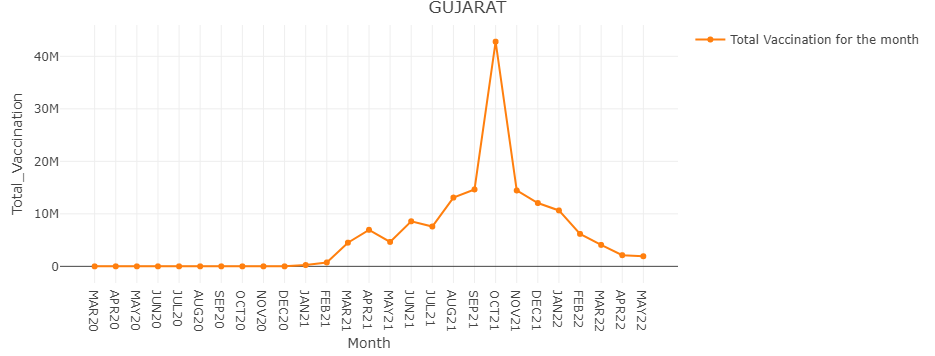 GUJARAT
Total Vaccination for the month
Total_Vaccination
40M
30M
20M
10M
0
MAR20
APR20
MAY20
JUN20
JUL20
AUG20
SEP20
OCT20
NOV20
DEC20
JAN21
FEB21
MAR21
APR21
MAY21
JUN21
JUL21
AUG21
SEP21
OCT21
NOV21
DEC21
JAN22
FEB22
MAR22
APR22
MAY22
Month